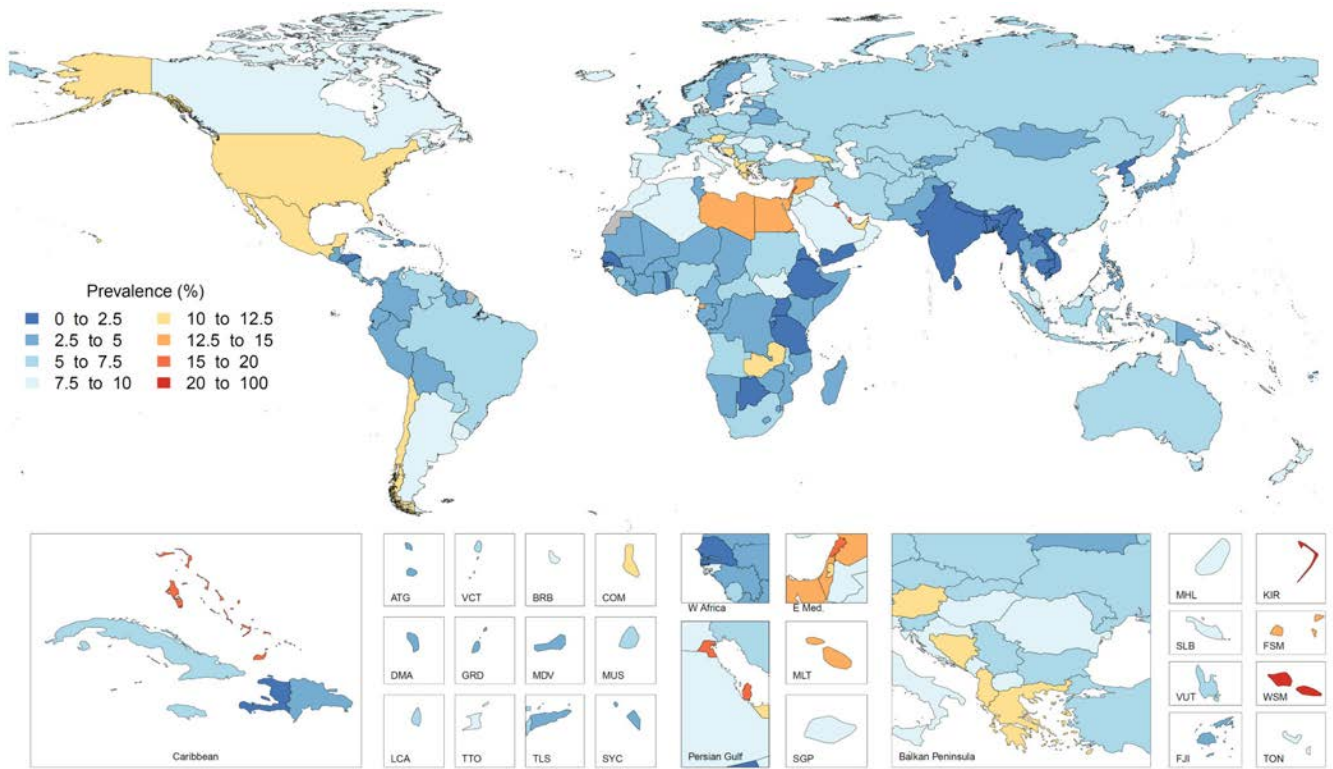 Prevalence (%)
0 to 2.5
10 to 12.5
2.5 to 5
12.5 to 15
5 to 7.5
15 to 20
7.5 to 10
20 to 100
Caribbean
ATG
VCT
BRB
COM
DMA
GRD
MDV
MUS
LCA
TTO
TLS
SYC
W Africa
E Med.
Persian Gulf
MLT
SGP
Balkan Peninsula
MHL
KIR
SLB
FSM
VUT
WSM
FJI
TON